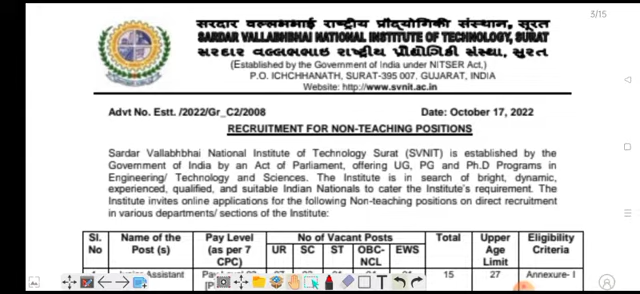 3/15
सरदार वल्लभभाई राष्ट्रीय प्रौद्योगिकी संस्थान, सूरत
SARDAR VALLABHBHAI NATIONAL INSTITUTE OF TECHNOLOGY, SURAT
સરદાર વલ્લભભાઇ રાષ્ટ્રીય પ્રૌદ્યોગિકી સંસ્થા, સુરત
(Established by the Government of India under NITSER Act,)
P.O. ICHCHHANATH, SURAT-395 007, GUJARAT, INDIA
Website: http://www.svnit.ac.in
Advt No. Estt. /2022/Gr_C2/2008 Date: October 17, 2022
RECRUITMENT FOR NON-TEACHING POSITIONS
Sardar Vallabhbhai National Institute of Technology Surat (SVNIT) is established by the
Government of India by an Act of Parliament, offering UG, PG and Ph.D Programs in
Engineering/ Technology and Sciences. The Institute is in search of bright, dynamic,
experienced, qualified, and suitable Indian Nationals to cater the Institute's requirement. The
Institute invites online applications for the following Non-teaching positions on direct recruitment
in various departments/ sections of the Institute:
Sl. No Name of the Post (s) Pay Level (as per 7 CPC) No of Vacant Posts Total Upper Age Limit Eligibility Criteria
UR SC ST OBC-NCL EWS
Assistant 15 27 Annexure- I